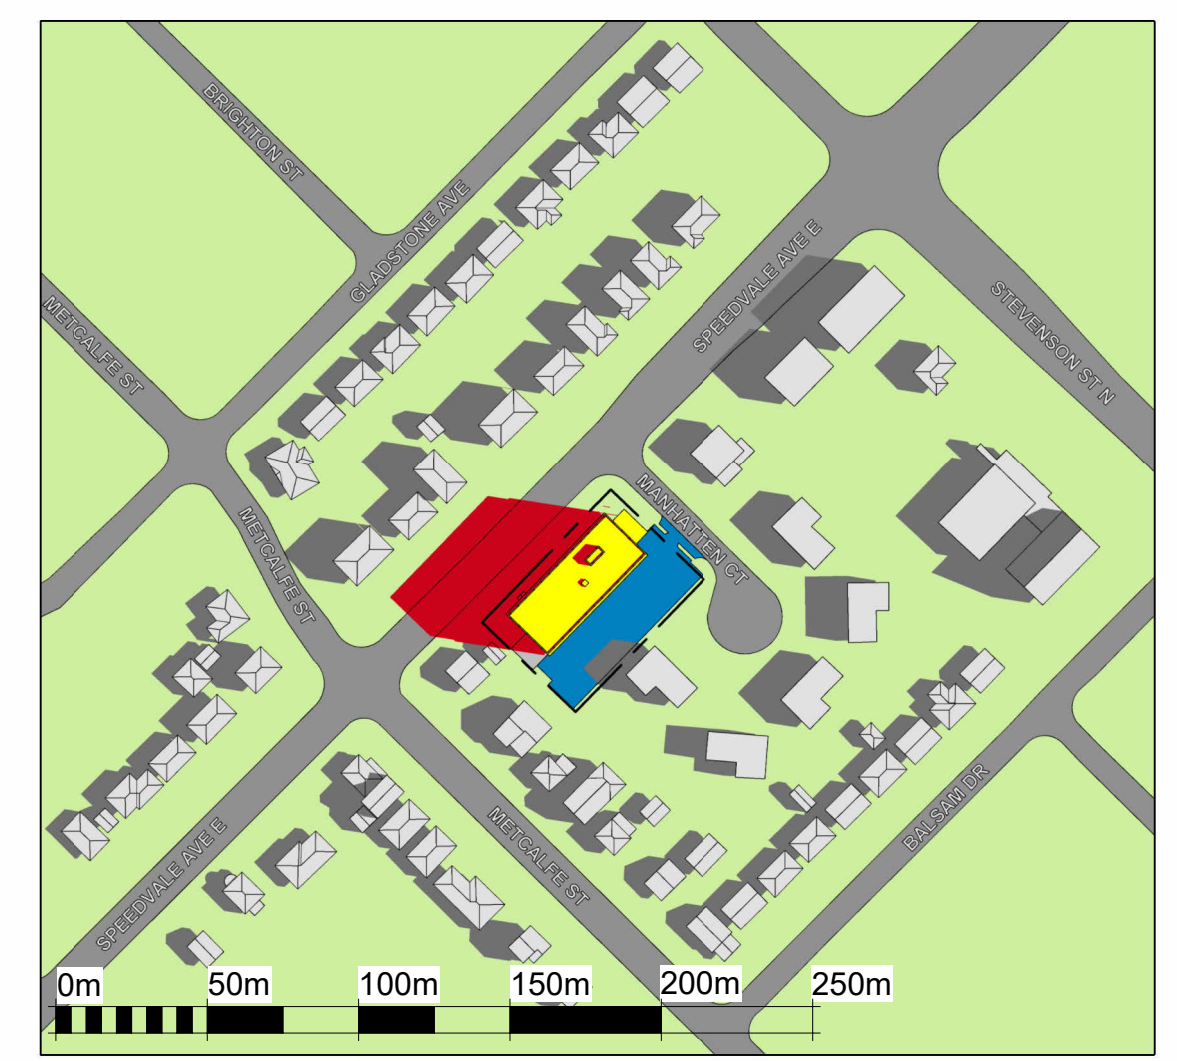 BRIGHTON ST
GLADSTONE AVE
METCALFE ST
SPEEDVALE AVE E
STEVENSON ST N
MANHATTEN CT
METCALFE ST
METCALFE ST
SPEEDVALE AVE E
BALSAM DR
0m 50m 100m 150m 200m 250m